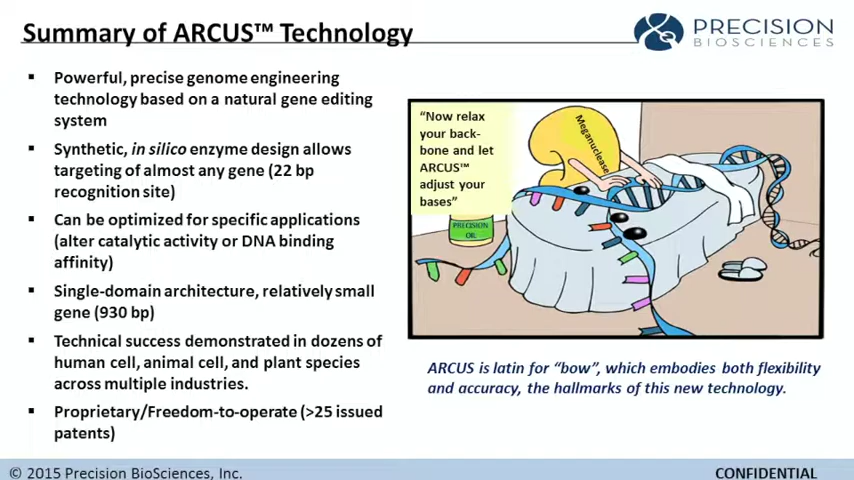 Summary of ARCUS™ Technology
PRECISION
BIOSCIENCES
▪ Powerful, precise genome engineering
technology based on a natural gene editing
system
▪ Synthetic, in silico enzyme design allows
targeting of almost any gene (22 bp
recognition site)
▪ Can be optimized for specific applications
(alter catalytic activity or DNA binding
affinity)
▪ Single-domain architecture, relatively small
gene (930 bp)
▪ Technical success demonstrated in dozens of
human cell, animal cell, and plant species
across multiple industries.
▪ Proprietary/Freedom-to-operate (>25 issued
patents)
“Now relax
your back-
bone and let
ARCUS™
adjust your
bases”
Meganuclease
PRECISION
OIL
ARCUS is latin for “bow”, which embodies both flexibility
and accuracy, the hallmarks of this new technology.
© 2015 Precision BioSciences, Inc.
CONFIDENTIAL